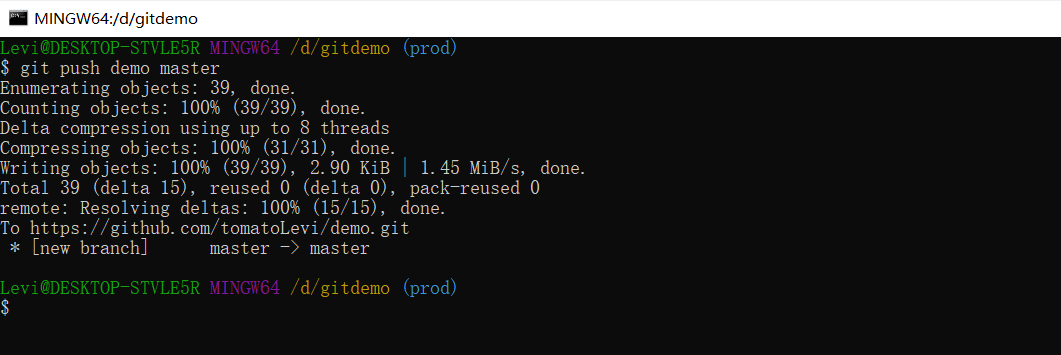 MINGW64:/d/gitdemo
Levi@DESKTOP-STVLE5R MINGW64 /d/gitdemo (prod)
$ git push demo master
Enumerating objects: 39, done.
Counting objects: 100% (39/39), done.
Delta compression using up to 8 threads
Compressing objects: 100% (31/31), done.
Writing objects: 100% (39/39), 2.90 KiB | 1.45 MiB/s, done.
Total 39 (delta 15), reused 0 (delta 0), pack-reused 0
remote: Resolving deltas: 100% (15/15), done.
To https://github.com/tomatoLevi/demo.git
 * [new branch]      master -> master

Levi@DESKTOP-STVLE5R MINGW64 /d/gitdemo (prod)
$